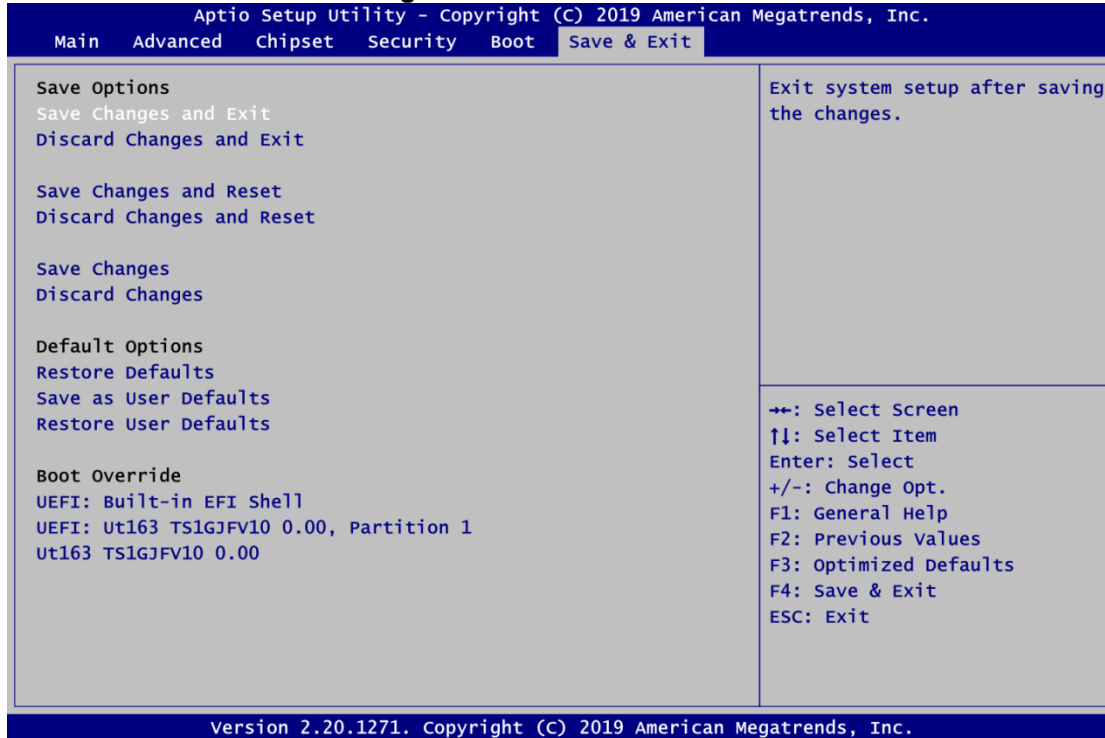 Aptio Setup Utility – Copyright (C) 2019 American Megatrends, Inc.
Main Advanced Chipset Security Boot Save & Exit
Save Options
Save Changes and Exit
Discard Changes and Exit
Save Changes and Reset
Discard Changes and Reset
Save Changes
Discard Changes
Default Options
Restore Defaults
Save as User Defaults
Restore User Defaults
Boot Override
UEFI: Built-in EFI Shell
UEFI: Ut163 TS1GJFV10 0.00, Partition 1
Ut163 TS1GJFV10 0.00
Exit system setup after saving
the changes.
→←: Select Screen
↑↓: Select Item
Enter: Select
+/-: Change Opt.
F1: General Help
F2: Previous Values
F3: Optimized Defaults
F4: Save & Exit
ESC: Exit
Version 2.20.1271. Copyright (C) 2019 American Megatrends, Inc.